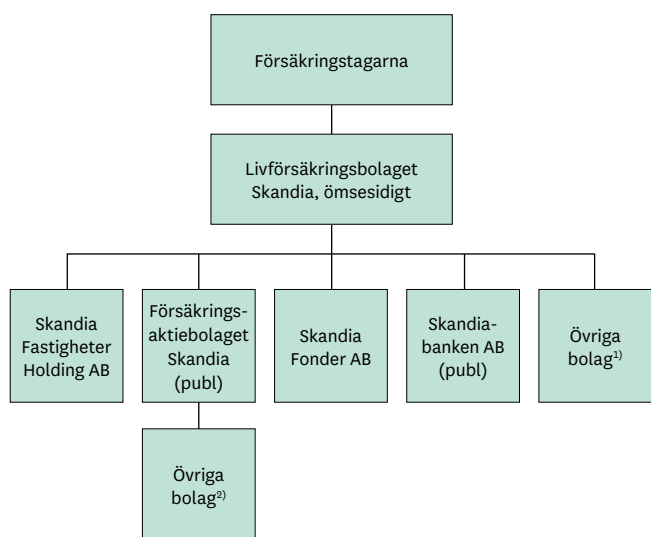 Försäkringstagarna
Livförsäkringsbolaget
Skandia, ömsesidigt
Skandia
Fastigheter
Holding AB
Försäkrings-
aktiebolaget
Skandia
(publ)
Skandia
Fonder AB
Skandia-
banken AB
(publ)
Övriga
bolag¹⁾
Övriga
bolag²⁾